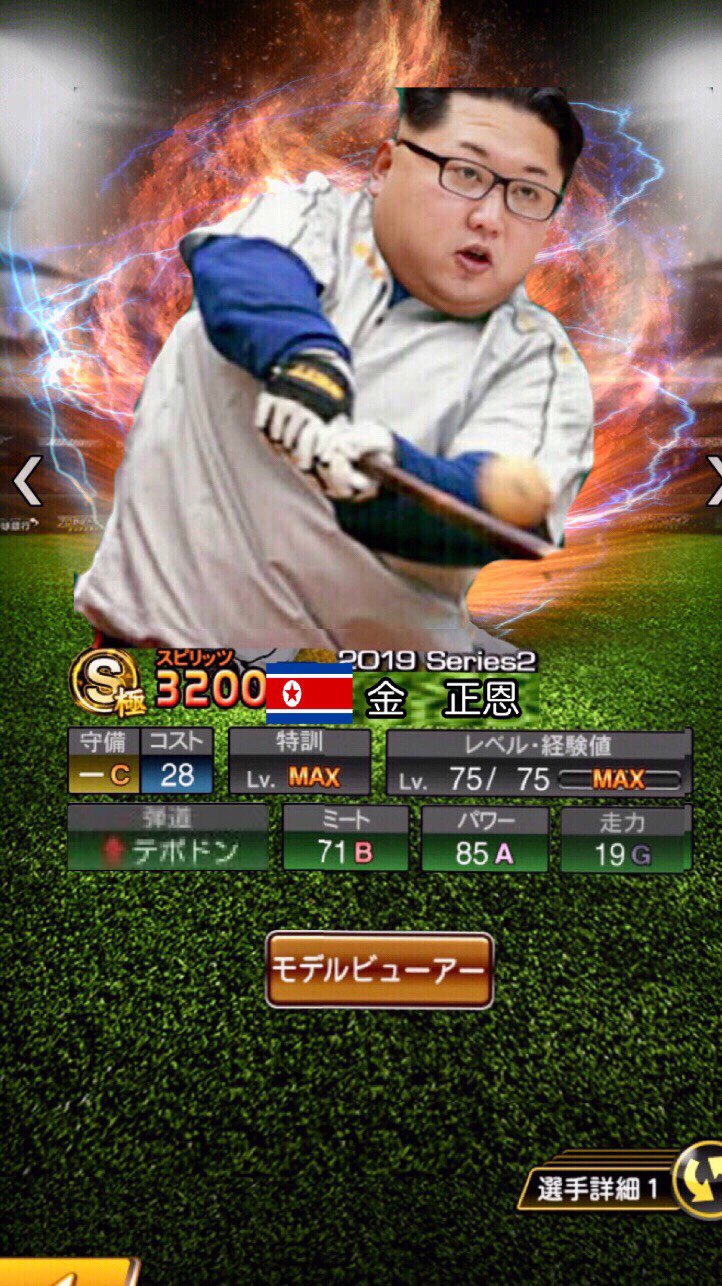 スピリッツ
2019 Series2
S極 3200 金 正恩
守備 コスト 特訓 レベル・経験値
一C 28 Lv. MAX Lv. 75/ 75 MAX
弾道 ミート パワー 走力
テポドン 71 B 85 A 19 G
モデルビューアー
選手詳細1